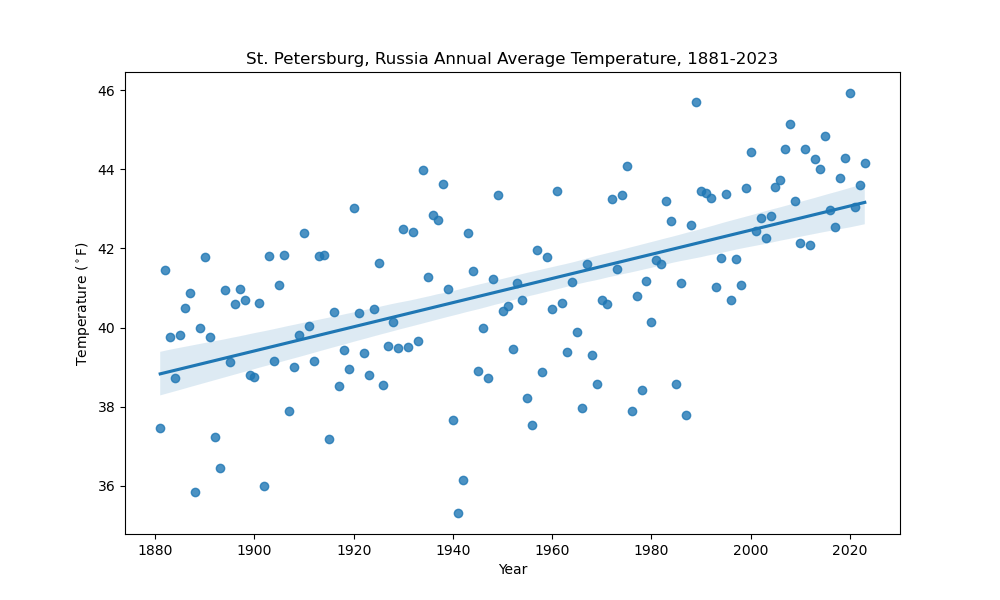 St. Petersburg, Russia Annual Average Temperature, 1881-2023
46
44
42
40
38
36
Temperature (°F)
1880 1900 1920 1940 1960 1980 2000 2020
Year